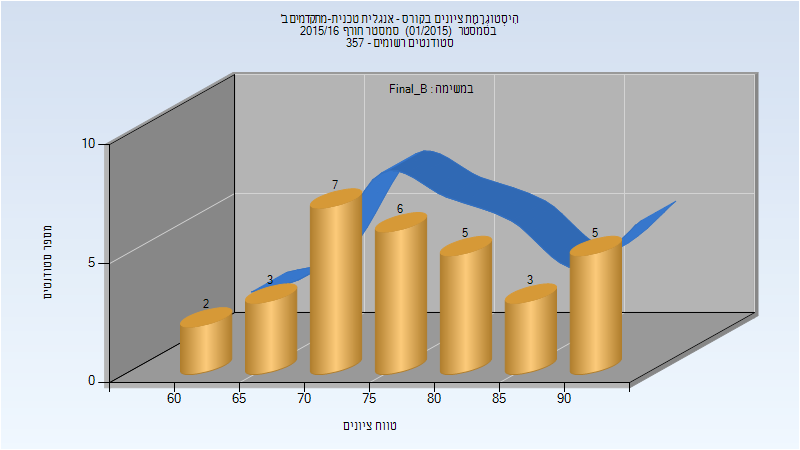 היסטוגרמת ציונים בקורס - אנגלית טכנית-מתקדמים ב'
בסמסטר (01/2015) סמסטר חורף 2015/16
סטודנטים רשומים - 357
במשימה : Final_B
10
5
0
מספר סטודנטים
2
3
7
6
5
3
5
60
65
70
75
80
85
90
טווח ציונים